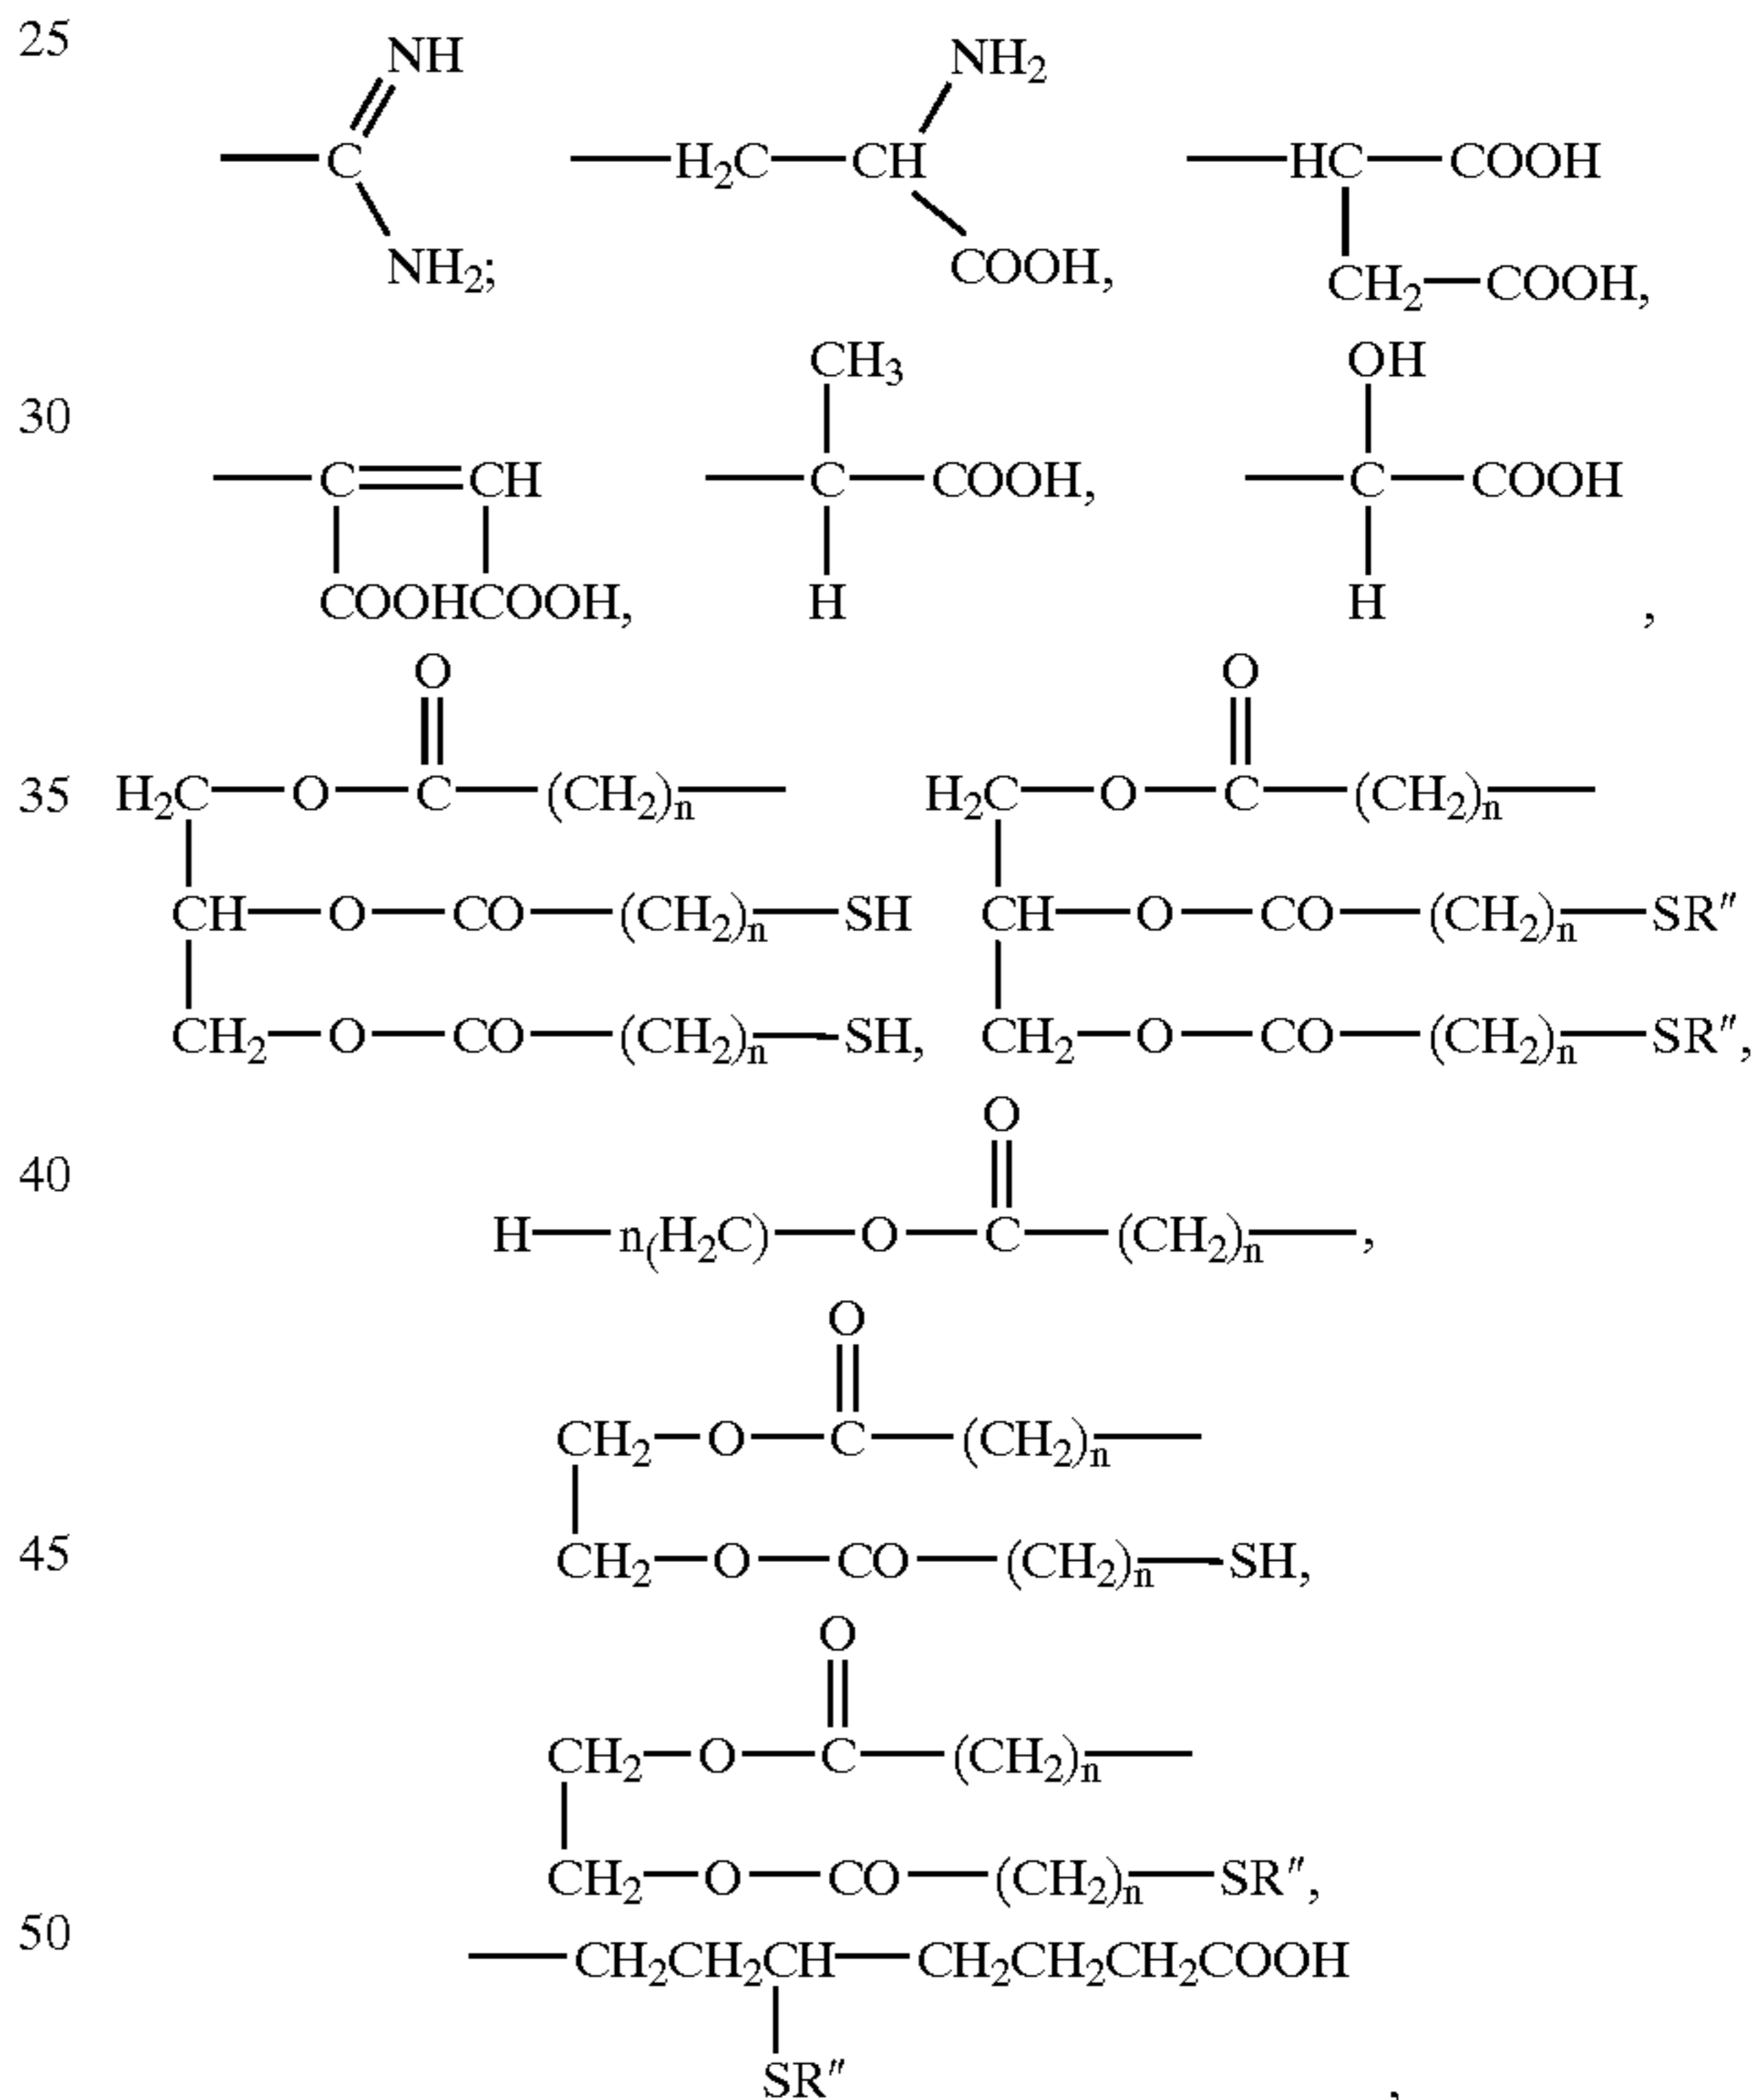 25
NH NH₂
C H₂C CH HC COOH
NH₂; COOH, CH₂ COOH,
CH₃ OH
30
C CH C COOH, C COOH
COOHCOOH, H H ,
O O
35 H₂C O C (CH₂)n H₂C O C (CH₂)n
CH O CO (CH₂)n SH CH O CO (CH₂)n SR″
CH₂ O CO (CH₂)n SH, CH₂ O CO (CH₂)n SR″,
O
40
H n(H₂C) O C (CH₂)n ,
O
CH₂ O C (CH₂)n
45 CH₂ O CO (CH₂)n SH,
O
CH₂ O C (CH₂)n
CH₂ O CO (CH₂)n SR″,
50 CH₂CH₂CH CH₂CH₂CH₂COOH
SR″ ,